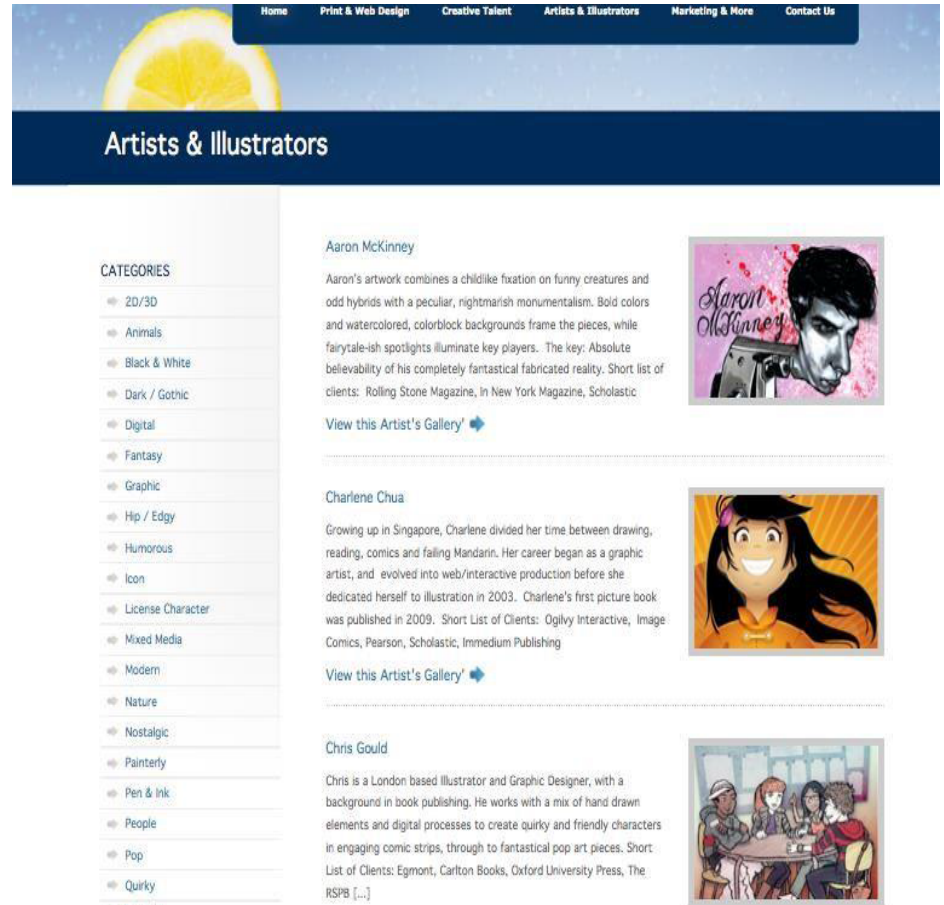 Home Print & Web Design Creative Talent Artists & Illustrators Marketing & More Contact Us
Artists & Illustrators
CATEGORIES
2D/3D
Animals
Black & White
Dark / Gothic
Digital
Fantasy
Graphic
Hip / Edgy
Humorous
Icon
License Character
Mixed Media
Modern
Nature
Nostalgic
Painterly
Pen & Ink
People
Pop
Quirky
Aaron McKinney
Aaron's artwork combines a childlike fixation on funny creatures and
odd hybrids with a peculiar, nightmarish monumentalism. Bold colors
and watercolored, colorblock backgrounds frame the pieces, while
fairytale-ish spotlights illuminate key players. The key: Absolute
believability of his completely fantastical fabricated reality. Short list of
clients: Rolling Stone Magazine, In New York Magazine, Scholastic
View this Artist's Gallery'
Aaron
McKinney
Charlene Chua
Growing up in Singapore, Charlene divided her time between drawing,
reading, comics and failing Mandarin. Her career began as a graphic
artist, and evolved into web/interactive production before she
dedicated herself to illustration in 2003. Charlene's first picture book
was published in 2009. Short List of Clients: Ogilvy Interactive, Image
Comics, Pearson, Scholastic, Immedium Publishing
View this Artist's Gallery'
Chris Gould
Chris is a London based Illustrator and Graphic Designer, with a
background in book publishing. He works with a mix of hand drawn
elements and digital processes to create quirky and friendly characters
in engaging comic strips, through to fantastical pop art pieces. Short
List of Clients: Egmont, Carlton Books, Oxford University Press, The
RSPB [...]